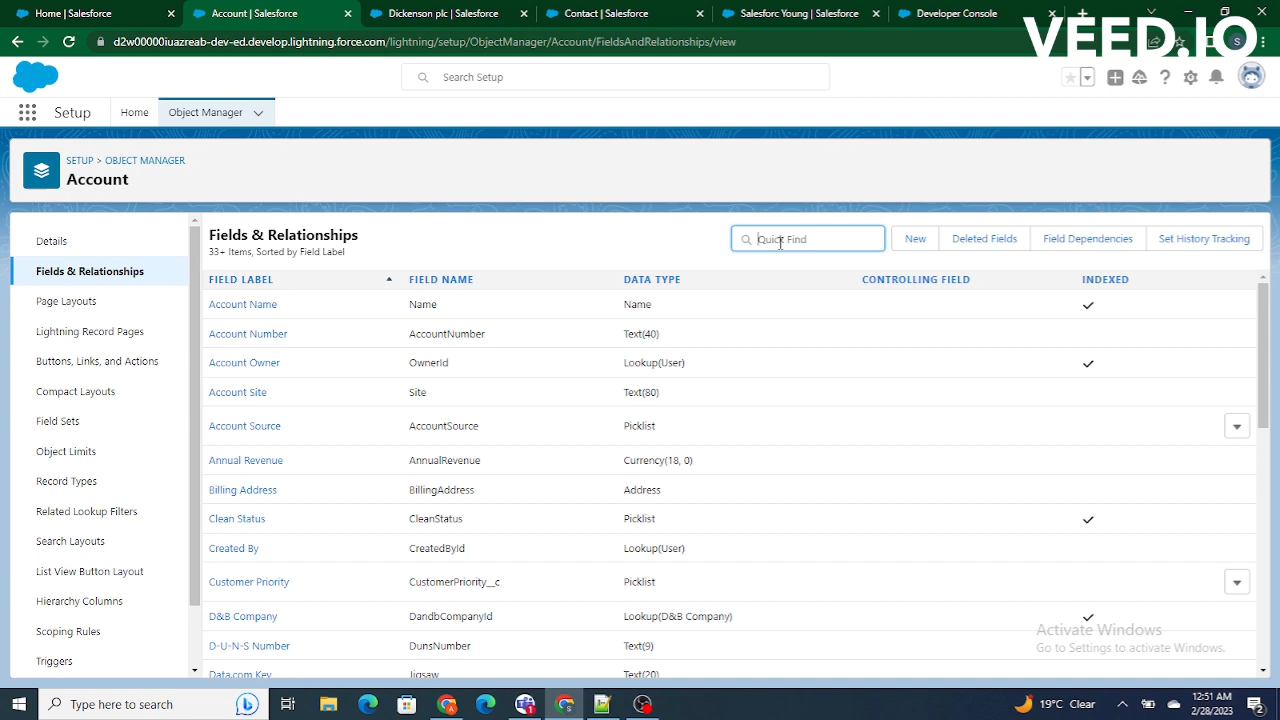 Home | Salesforce
Account | Salesforce
Dickenson plc | Salesforce
Contact | Salesforce
Salesforc Young | Salesforce
Developer Console
d2w00000iuazreab-dev-ed.develop.lightning.force.com/lightning/setup/ObjectManager/Account/FieldsAndRelationships/view
S
VEED.IO
Search Setup
Setup
Home
Object Manager
SETUP > OBJECT MANAGER
Account
Details
Fields & Relationships
Page Layouts
Lightning Record Pages
Buttons, Links, and Actions
Compact Layouts
Field Sets
Object Limits
Record Types
Related Lookup Filters
Search Layouts
List View Button Layout
Hierarchy Columns
Scoping Rules
Triggers
Fields & Relationships
33+ Items, Sorted by Field Label
Quick Find
New
Deleted Fields
Field Dependencies
Set History Tracking
FIELD LABEL FIELD NAME DATA TYPE CONTROLLING FIELD INDEXED
Account Name Name Name
Account Number AccountNumber Text(40)
Account Owner OwnerId Lookup(User)
Account Site Site Text(80)
Account Source AccountSource Picklist
Annual Revenue AnnualRevenue Currency(18, 0)
Billing Address BillingAddress Address
Clean Status CleanStatus Picklist
Created By CreatedById Lookup(User)
Customer Priority CustomerPriority__c Picklist
D&B Company DandbCompanyId Lookup(D&B Company)
D-U-N-S Number DunsNumber Text(9)
Data.com Key Jigsaw Text(20)
Activate Windows
Go to Settings to activate Windows.
Type here to search
19°C Clear
12:51 AM
2/28/2023
2